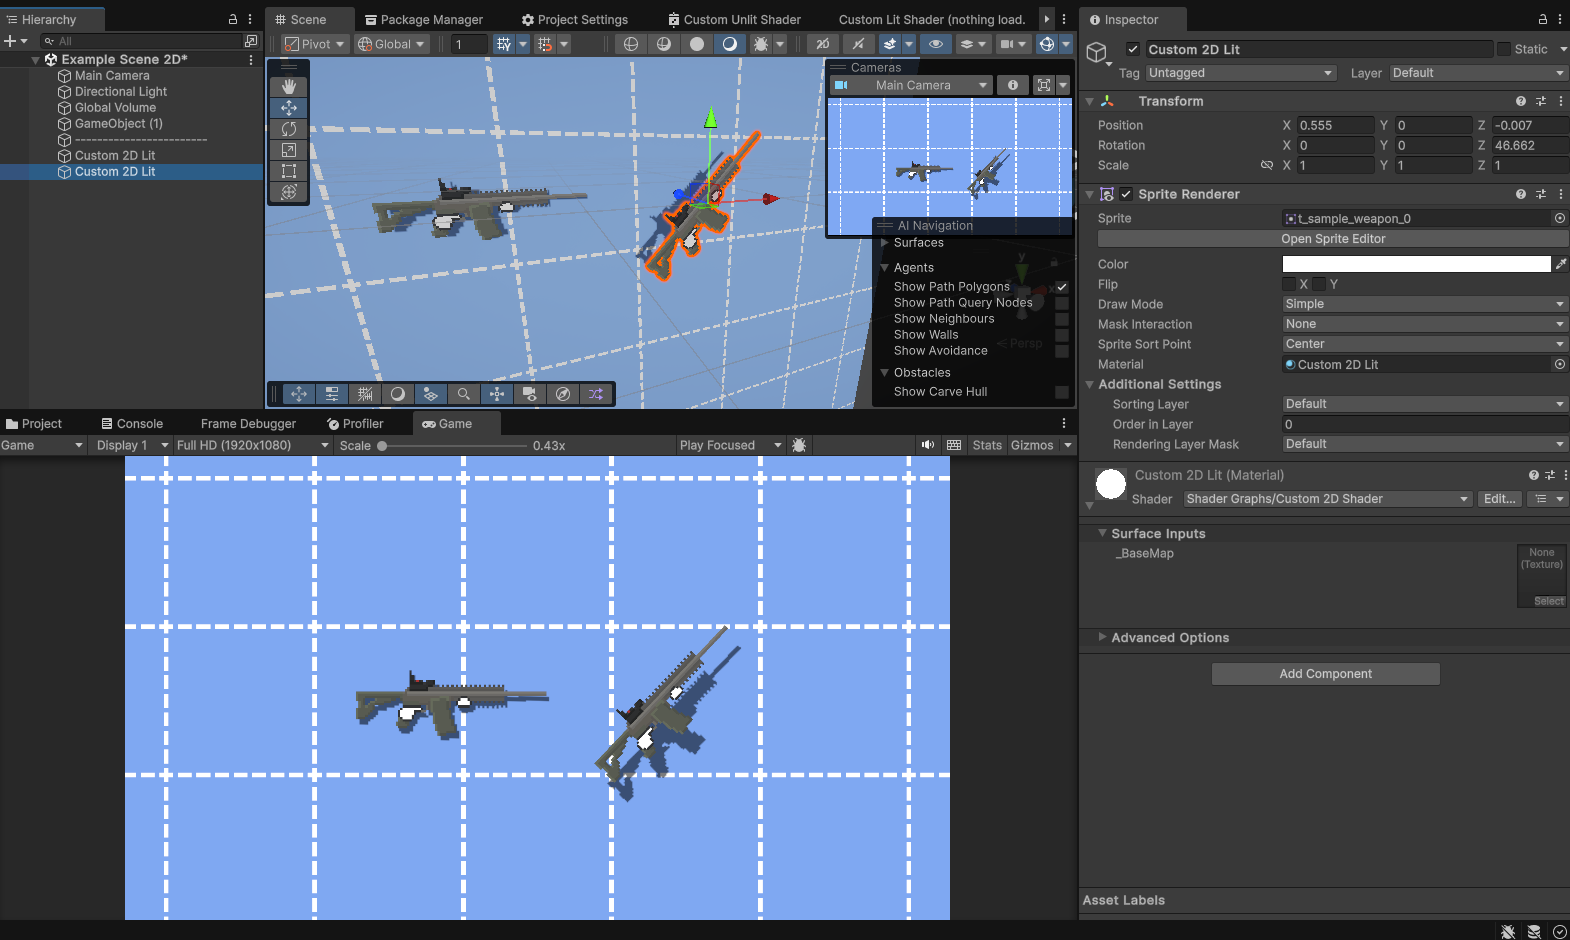 Hierarchy
All
Example Scene 2D*
Main Camera
Directional Light
Global Volume
GameObject (1)
------------------------
Custom 2D Lit
Custom 2D Lit
Scene
Package Manager
Project Settings
Custom Unlit Shader
Custom Lit Shader (nothing load.
Pivot
Global
1
2D
Cameras
Main Camera
AI Navigation
Surfaces
Agents
Show Path Polygons
Show Path Query Nodes
Show Neighbours
Show Walls
Show Avoidance
Obstacles
Show Carve Hull
y
Persp
Project
Console
Frame Debugger
Profiler
Game
Game
Display 1
Full HD (1920x1080)
Scale
0.43x
Play Focused
Stats
Gizmos
Inspector
Custom 2D Lit
Static
Tag
Untagged
Layer
Default
Transform
Position
X 0.555 Y 0 Z -0.007
Rotation
X 0 Y 0 Z 46.662
Scale
X 1 Y 1 Z 1
Sprite Renderer
Sprite
t_sample_weapon_0
Open Sprite Editor
Color
Flip
X Y
Draw Mode
Simple
Mask Interaction
None
Sprite Sort Point
Center
Material
Custom 2D Lit
Additional Settings
Sorting Layer
Default
Order in Layer
0
Rendering Layer Mask
Default
Custom 2D Lit (Material)
Shader
Shader Graphs/Custom 2D Shader
Edit...
Surface Inputs
_BaseMap
None
(Texture)
Select
Advanced Options
Add Component
Asset Labels